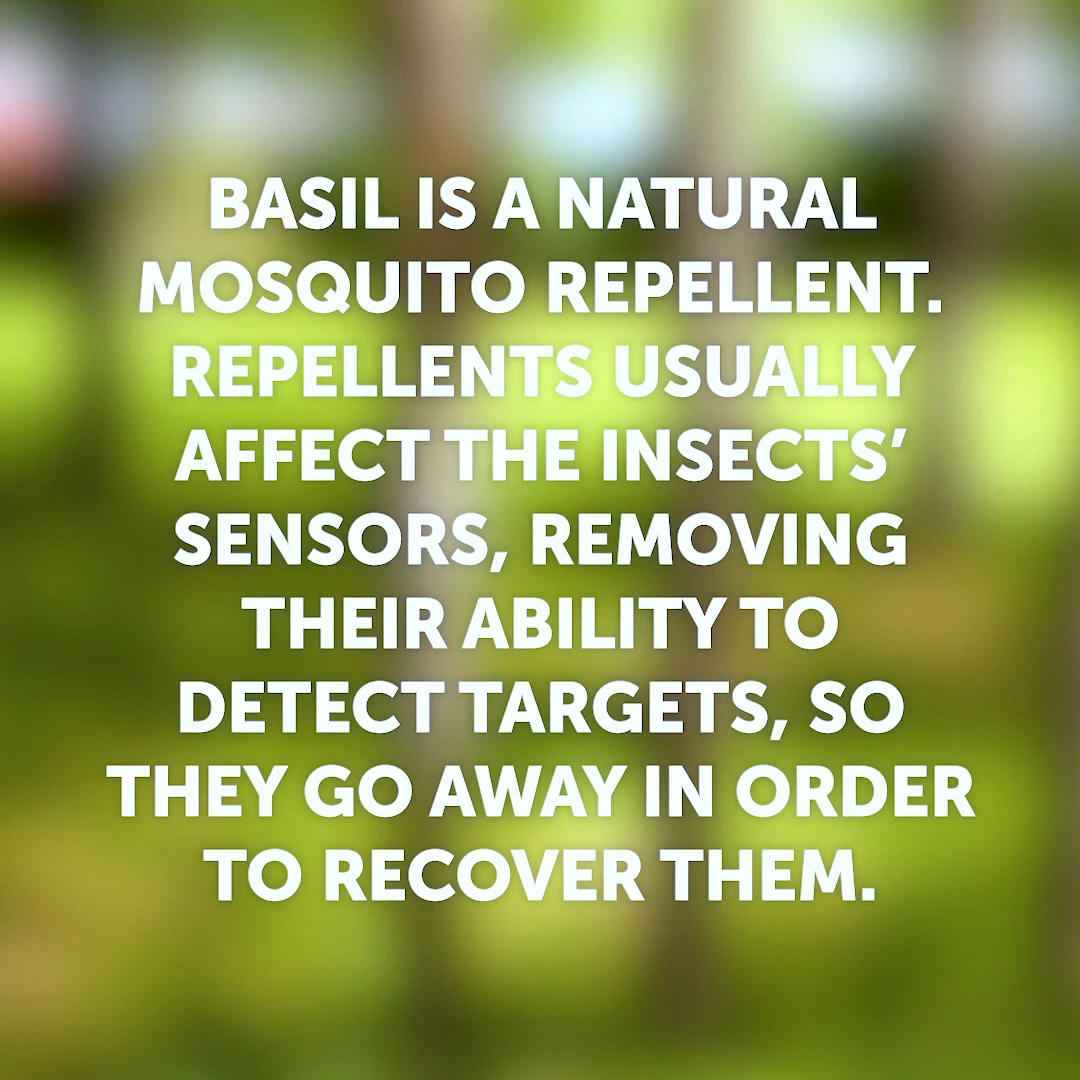 BASIL IS A NATURAL
MOSQUITO REPELLENT.
REPELLENTS USUALLY
AFFECT THE INSECTS’
SENSORS, REMOVING
THEIR ABILITY TO
DETECT TARGETS, SO
THEY GO AWAY IN ORDER
TO RECOVER THEM.